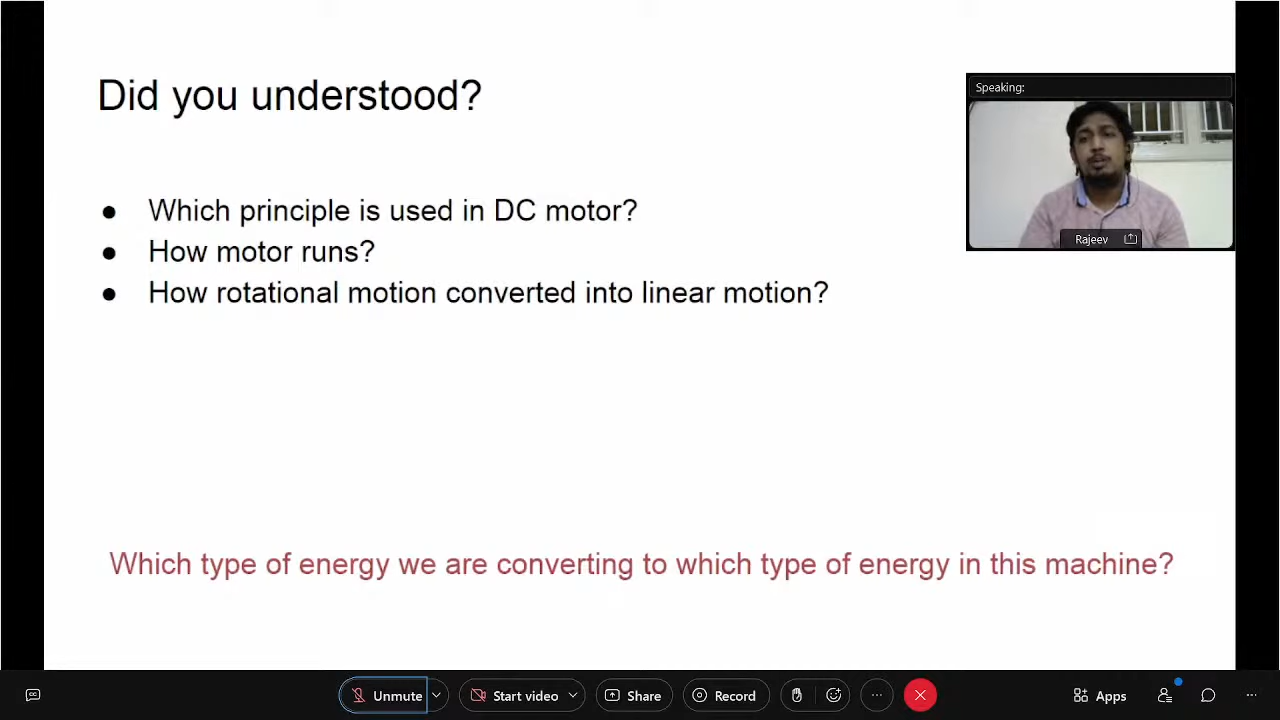 Did you understood?
Speaking:
Rajeev
● Which principle is used in DC motor?
● How motor runs?
● How rotational motion converted into linear motion?
Which type of energy we are converting to which type of energy in this machine?
Unmute
Start video
Share
Record
Apps